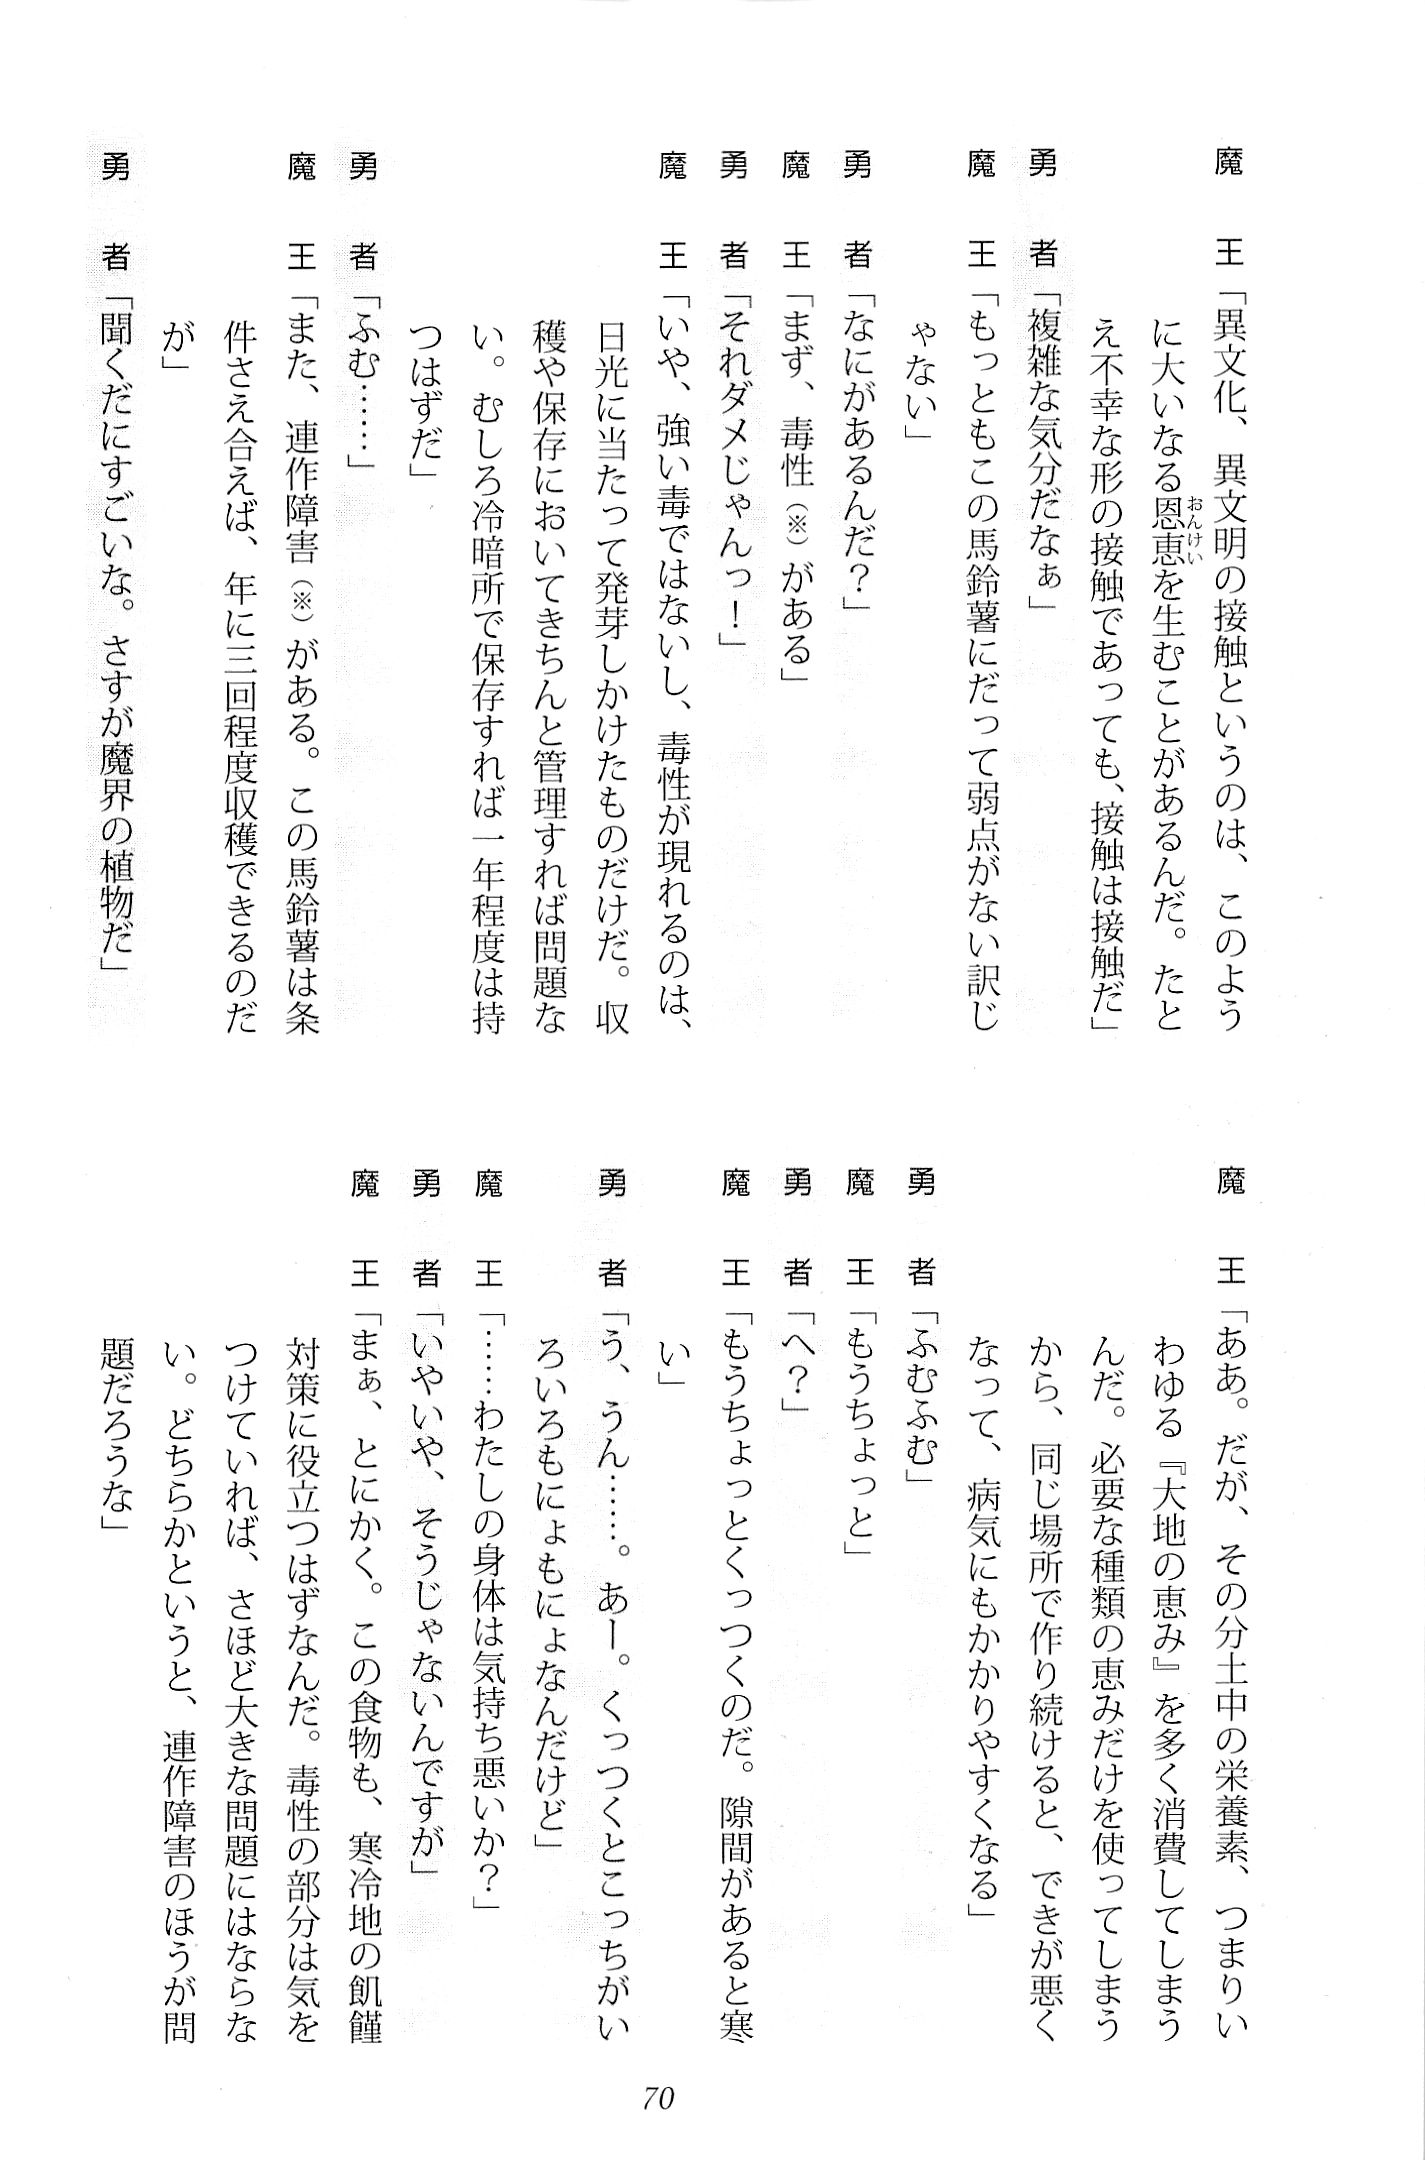 魔王「異文化、異文明の接触というのは、このよう
に大いなる恩恵を生むことがあるんだ。たと
え不幸な形の接触であっても、接触は接触だ」
勇者「複雑な気分だなぁ」
魔王「もっともこの馬鈴薯にだって弱点がない訳じ
ゃない」
勇者「なにがあるんだ？」
魔王「まず、毒性（※）がある」
勇者「それダメじゃんっ！」
魔王「いや、強い毒ではないし、毒性が現れるのは、
日光に当たって発芽しかけたものだけだ。収
穫や保存においてきちんと管理すれば問題な
い。むしろ冷暗所で保存すれば一年程度は持
つはずだ」
勇者「ふむ……」
魔王「また、連作障害（※）がある。この馬鈴薯は条
件さえ合えば、年に三回程度収穫できるのだ
が」
勇者「聞くだにすごいな。さすが魔界の植物だ」
魔王「ああ。だが、その分土中の栄養素、つまりい
わゆる『大地の恵み』を多く消費してしまう
んだ。必要な種類の恵みだけを使ってしまう
から、同じ場所で作り続けると、できが悪く
なって、病気にもかかりやすくなる」
勇者「ふむふむ」
魔王「もうちょっと」
勇者「へ？」
魔王「もうちょっとくっつくのだ。隙間があると寒
い」
勇者「う、うん……。あー。くっつくとこっちがい
ろいろもにょもにょなんだけど」
魔王「……わたしの身体は気持ち悪いか？」
勇者「いやいや、そうじゃないんですが」
魔王「まぁ、とにかく。この食物も、寒冷地の飢饉
対策に役立つはずなんだ。毒性の部分は気を
つけていれば、さほど大きな問題にはならな
い。どちらかというと、連作障害のほうが問
題だろうな」
70